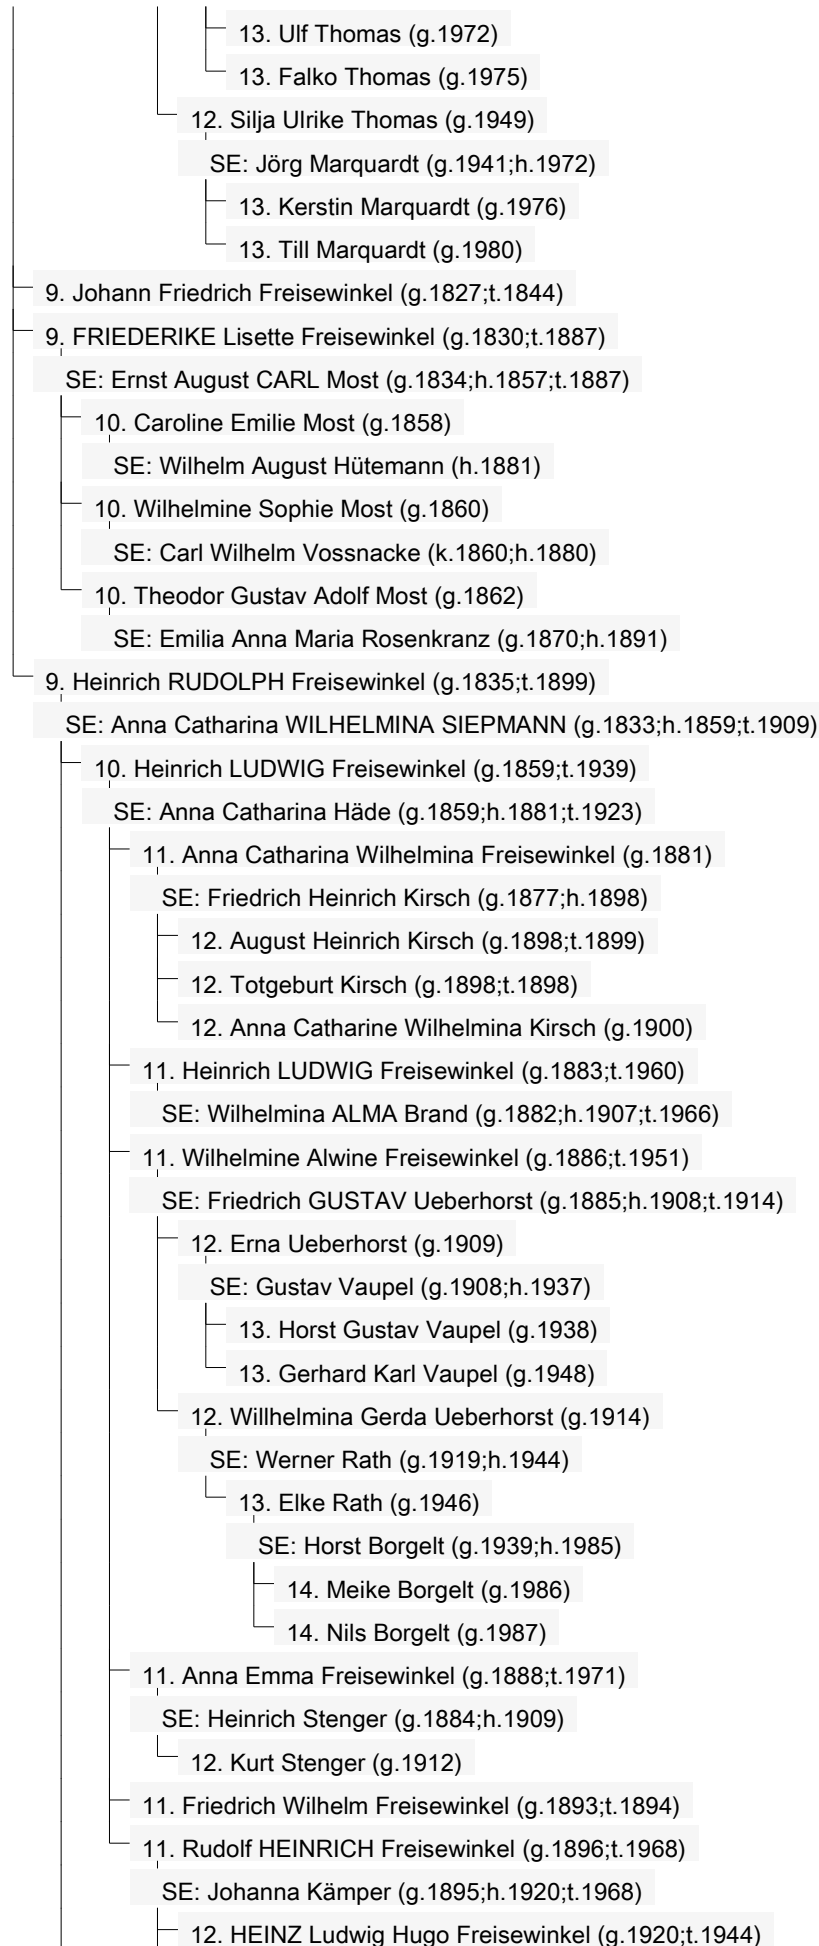 13. Ulf Thomas (g.1972)
13. Falko Thomas (g.1975)
12. Silja Ulrike Thomas (g.1949)
SE: Jörg Marquardt (g.1941;h.1972)
13. Kerstin Marquardt (g.1976)
13. Till Marquardt (g.1980)
9. Johann Friedrich Freisewinkel (g.1827;t.1844)
9. FRIEDERIKE Lisette Freisewinkel (g.1830;t.1887)
SE: Ernst August CARL Most (g.1834;h.1857;t.1887)
10. Caroline Emilie Most (g.1858)
SE: Wilhelm August Hütemann (h.1881)
10. Wilhelmine Sophie Most (g.1860)
SE: Carl Wilhelm Vossnacke (k.1860;h.1880)
10. Theodor Gustav Adolf Most (g.1862)
SE: Emilia Anna Maria Rosenkranz (g.1870;h.1891)
9. Heinrich RUDOLPH Freisewinkel (g.1835;t.1899)
SE: Anna Catharina WILHELMINA SIEPMANN (g.1833;h.1859;t.1909)
10. Heinrich LUDWIG Freisewinkel (g.1859;t.1939)
SE: Anna Catharina Häde (g.1859;h.1881;t.1923)
11. Anna Catharina Wilhelmina Freisewinkel (g.1881)
SE: Friedrich Heinrich Kirsch (g.1877;h.1898)
12. August Heinrich Kirsch (g.1898;t.1899)
12. Totgeburt Kirsch (g.1898;t.1898)
12. Anna Catharine Wilhelmina Kirsch (g.1900)
11. Heinrich LUDWIG Freisewinkel (g.1883;t.1960)
SE: Wilhelmina ALMA Brand (g.1882;h.1907;t.1966)
11. Wilhelmine Alwine Freisewinkel (g.1886;t.1951)
SE: Friedrich GUSTAV Ueberhorst (g.1885;h.1908;t.1914)
12. Erna Ueberhorst (g.1909)
SE: Gustav Vaupel (g.1908;h.1937)
13. Horst Gustav Vaupel (g.1938)
13. Gerhard Karl Vaupel (g.1948)
12. Willhelmina Gerda Ueberhorst (g.1914)
SE: Werner Rath (g.1919;h.1944)
13. Elke Rath (g.1946)
SE: Horst Borgelt (g.1939;h.1985)
14. Meike Borgelt (g.1986)
14. Nils Borgelt (g.1987)
11. Anna Emma Freisewinkel (g.1888;t.1971)
SE: Heinrich Stenger (g.1884;h.1909)
12. Kurt Stenger (g.1912)
11. Friedrich Wilhelm Freisewinkel (g.1893;t.1894)
11. Rudolf HEINRICH Freisewinkel (g.1896;t.1968)
SE: Johanna Kämper (g.1895;h.1920;t.1968)
12. HEINZ Ludwig Hugo Freisewinkel (g.1920;t.1944)